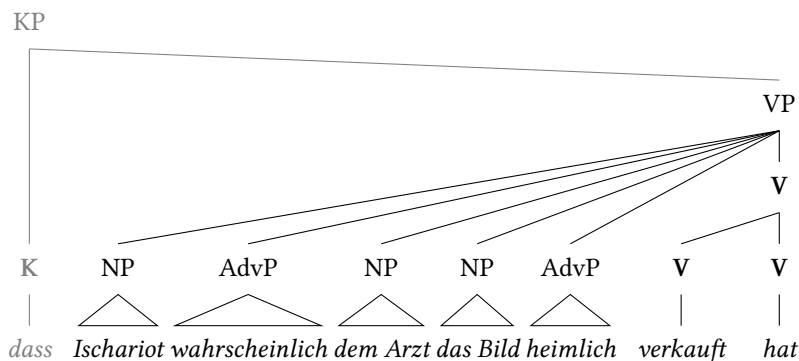 KP
VP
V
K NP AdvP NP NP AdvP V V
dass Ischariot wahrscheinlich dem Arzt das Bild heimlich verkauft hat